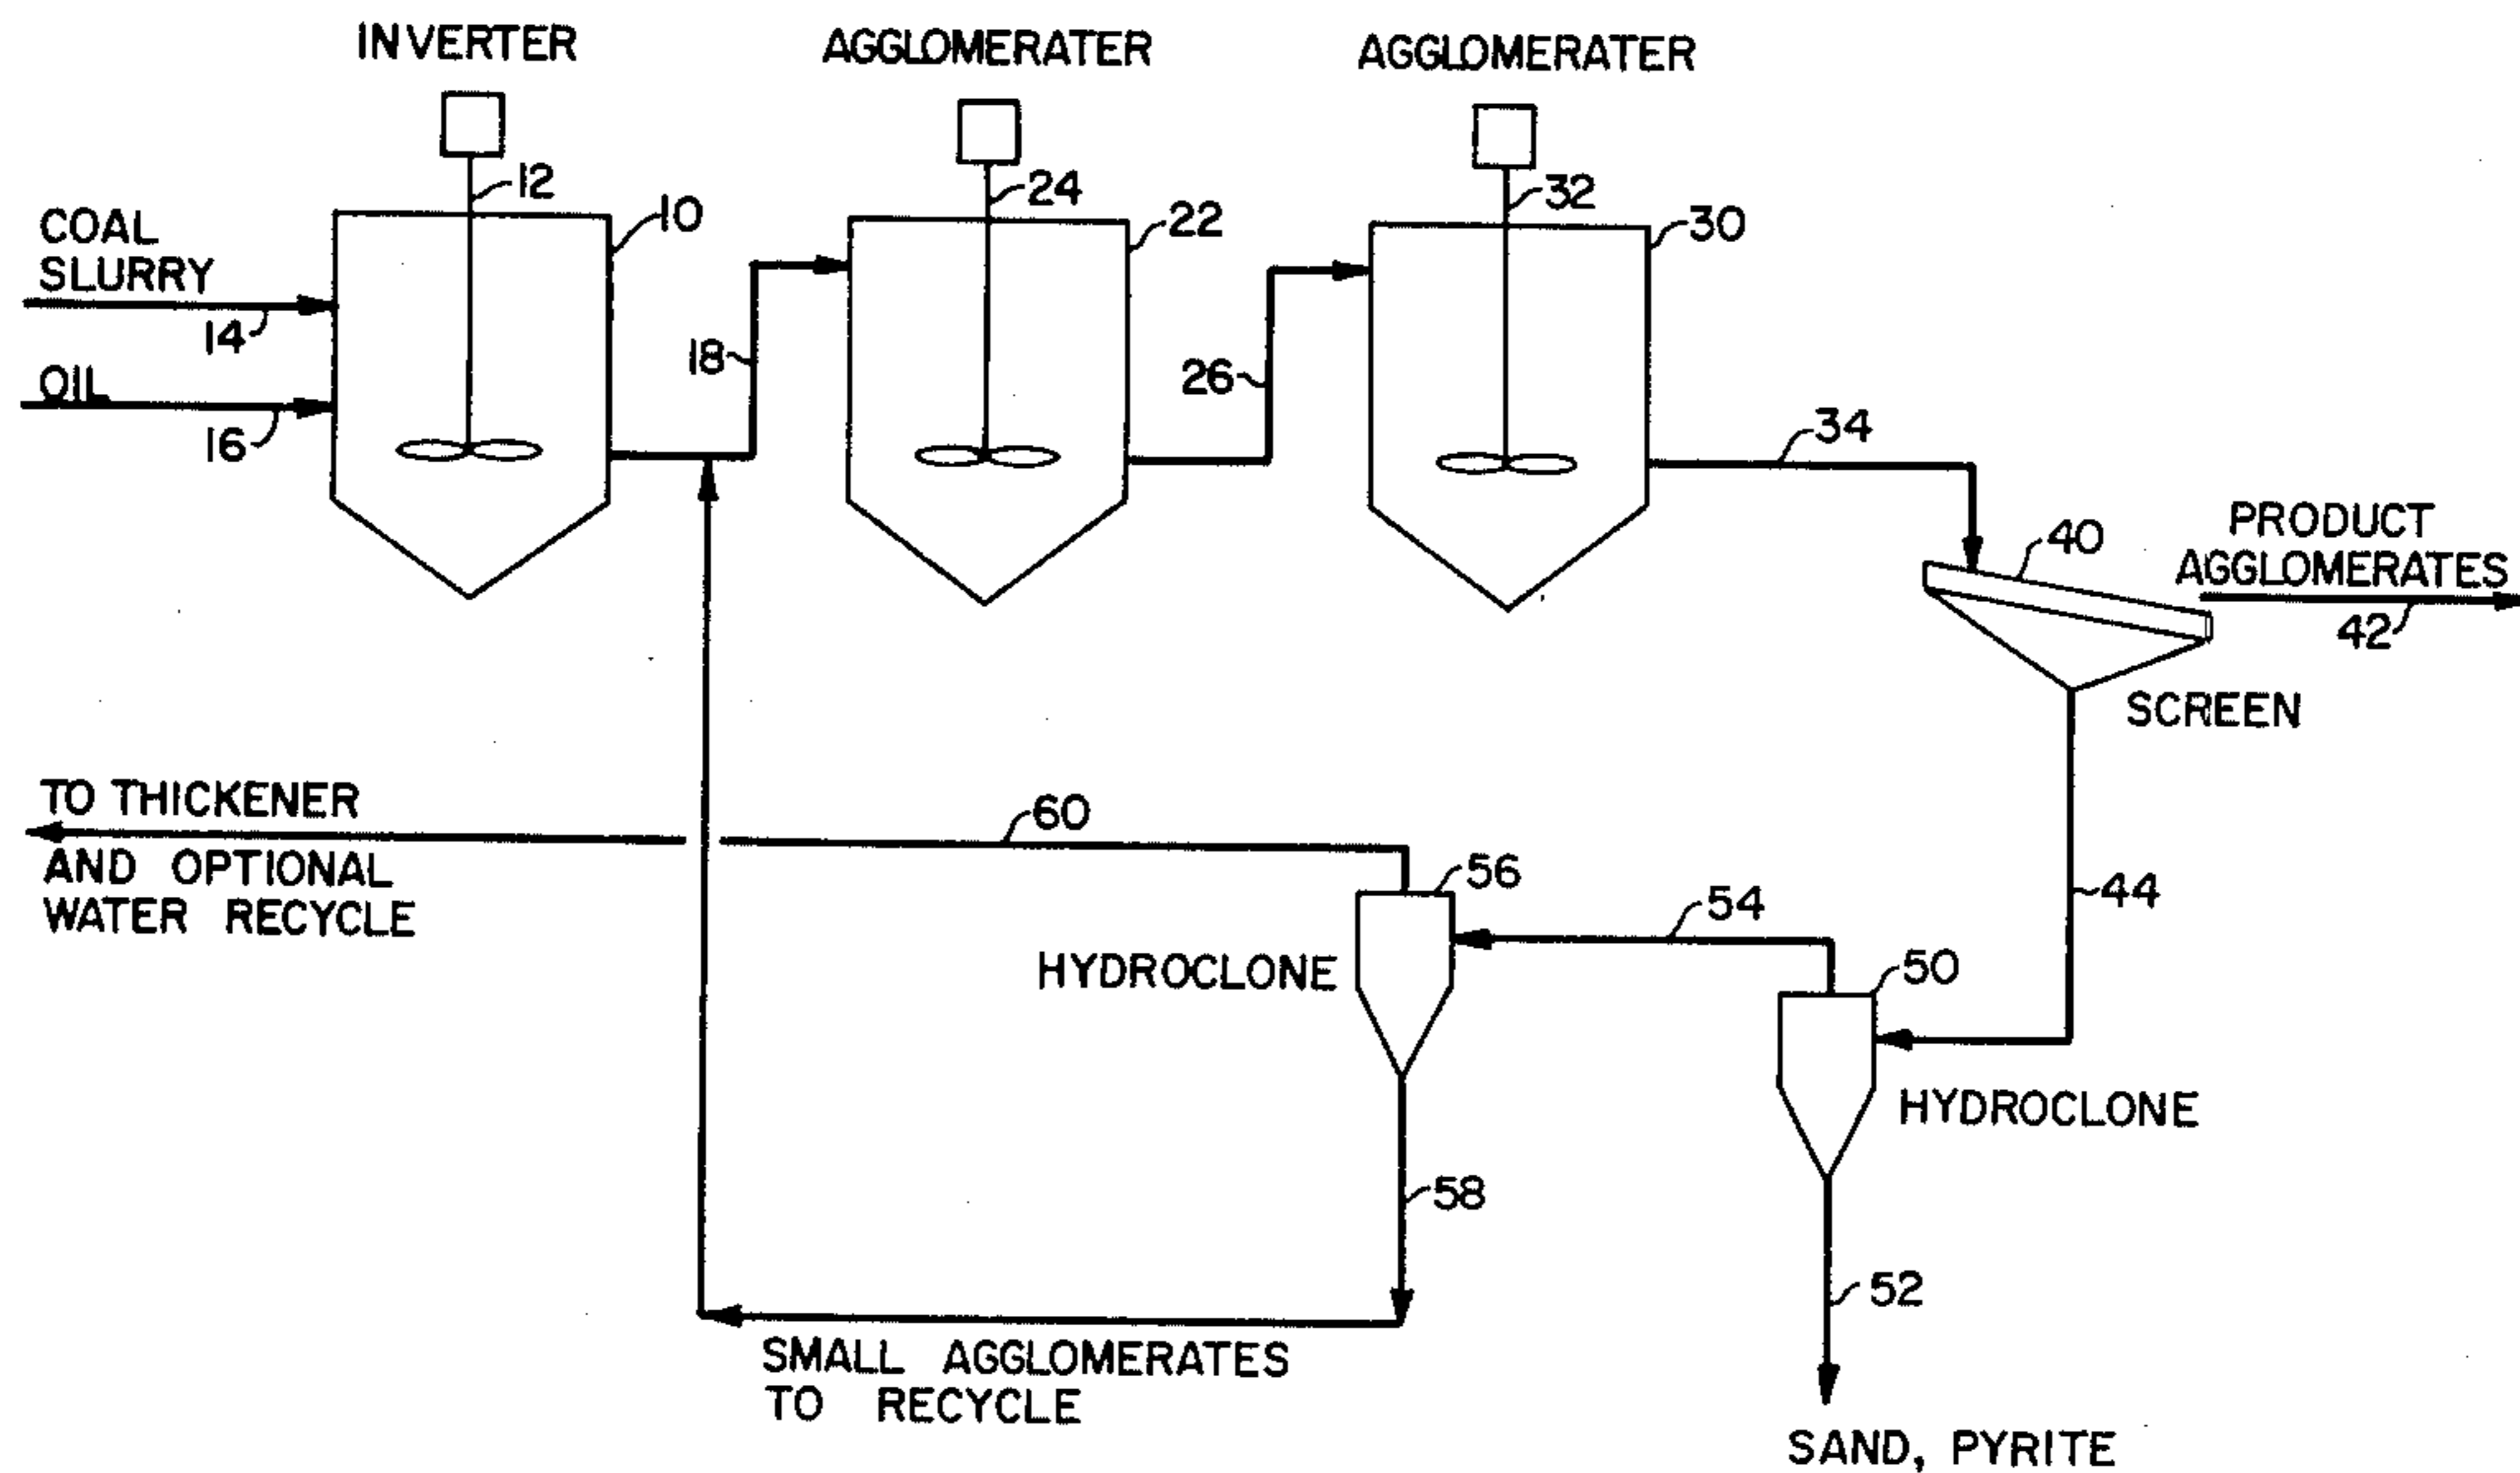 INVERTER
AGGLOMERATER
AGGLOMERATER
12
24
32
10
22
30
COAL
SLURRY
14
OIL
16
18
26
34
40
PRODUCT
AGGLOMERATES
42
SCREEN
TO THICKENER
AND OPTIONAL
WATER RECYCLE
60
56
54
44
HYDROCLONE
50
HYDROCLONE
58
52
SMALL AGGLOMERATES
TO RECYCLE
SAND, PYRITE